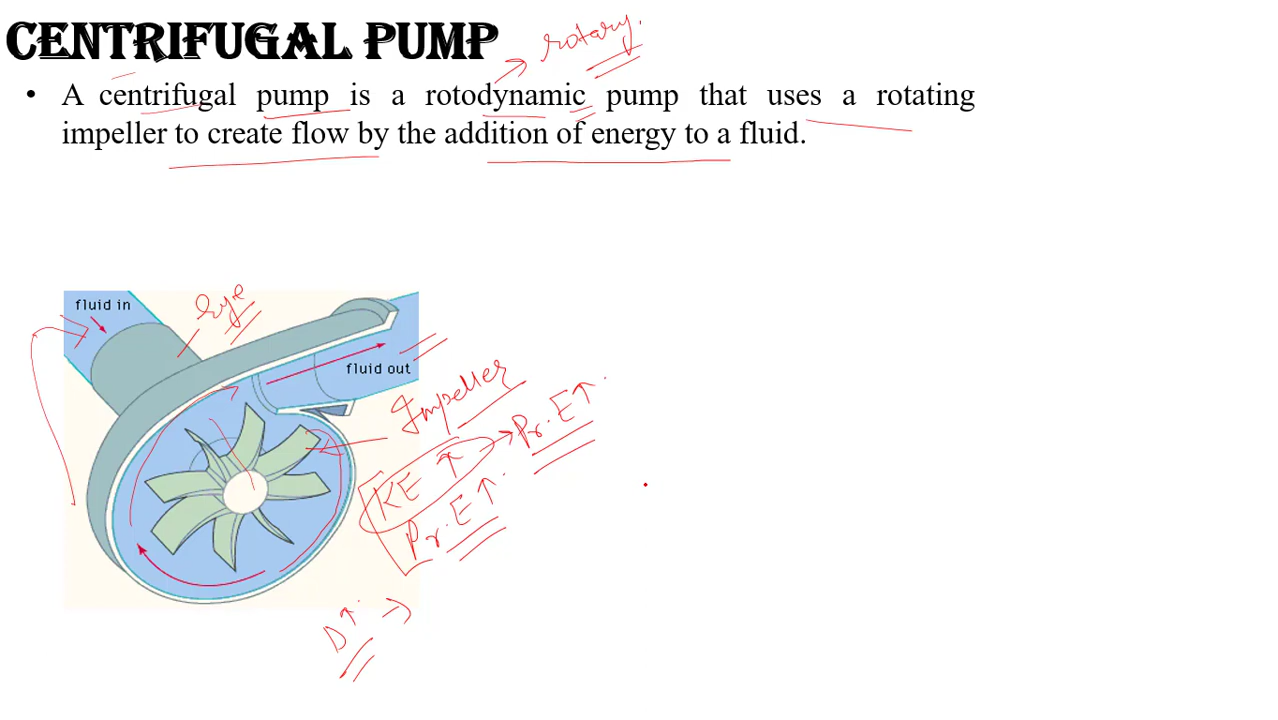 CENTRIFUGAL PUMP
rotary.
• A centrifugal pump is a rotodynamic pump that uses a rotating
impeller to create flow by the addition of energy to a fluid.
fluid in
Eye
fluid out
Impeller
KE ↑ → Pr. E↑
Pr. E↑
D↑ →